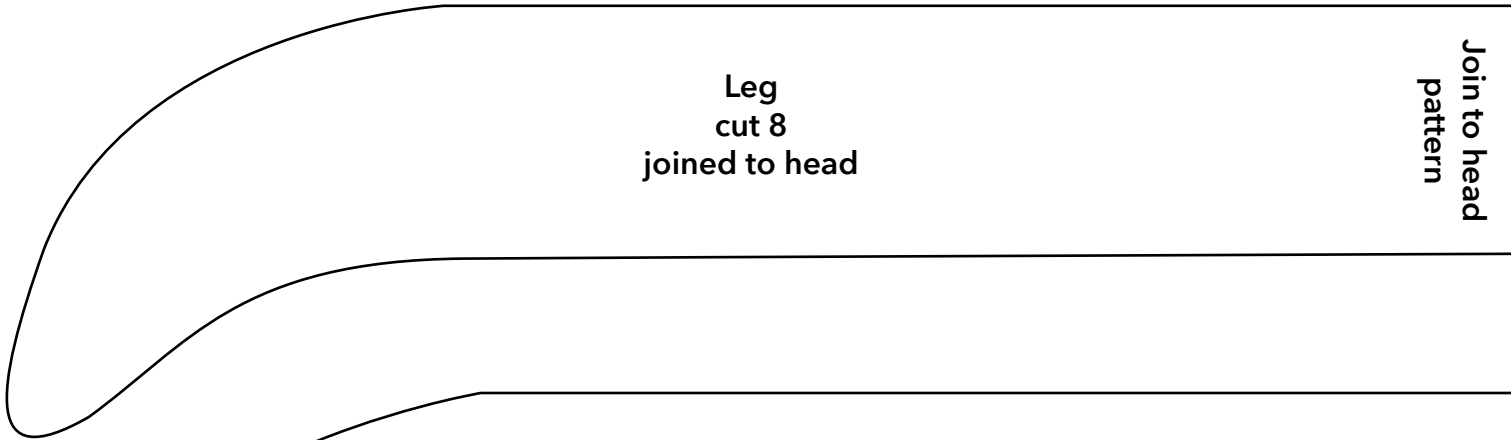 Leg
cut 8
joined to head
Join to head
pattern